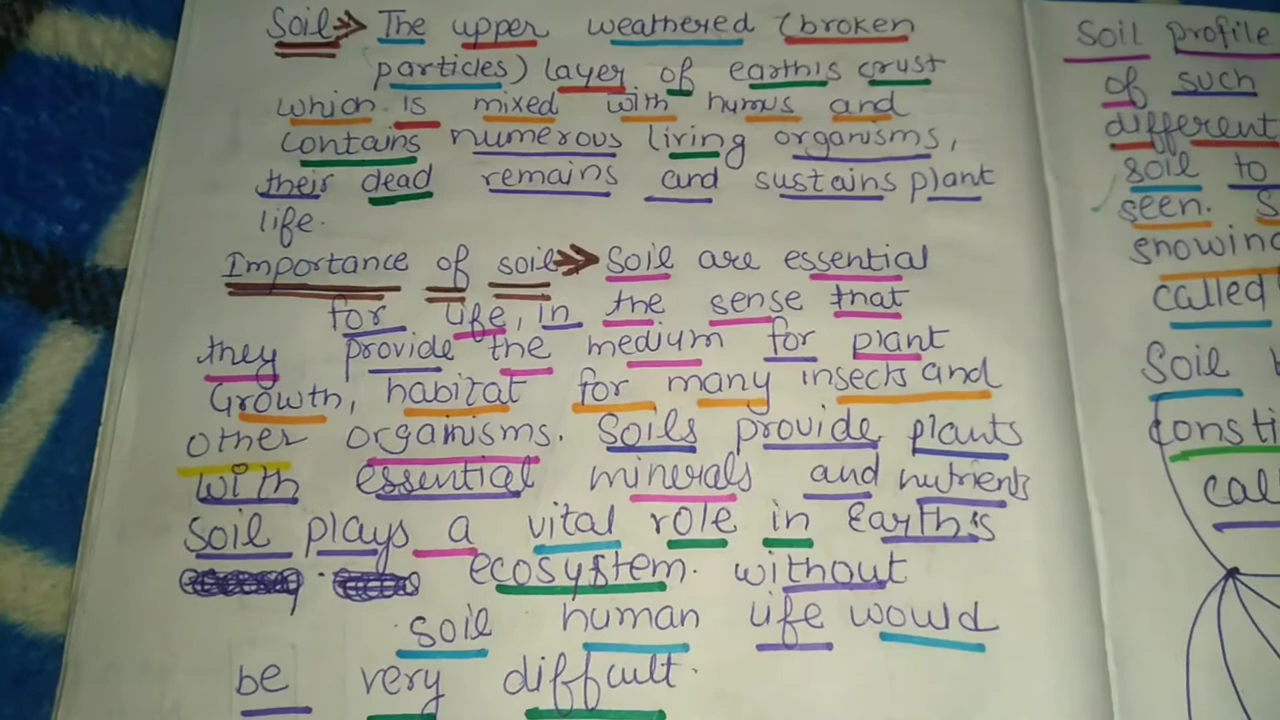 Soil The upper weathered (broken
particles) layer of earth's crust
which is mixed with humus and
contains numerous living organisms,
their dead remains and sustains plant
life.
Importance of soil Soil are essential
for life, in the sense that
they provide the medium for plant
Growth, habitat for many insects and
other organisms. Soils provide plants
with essential minerals and nutrients
soil plays a vital role in Earth's
ecosystem. without
soil human life would
be very difficult.
Soil profile
of such
different
soil to
seen. S
showing
called
Soil
consti
cal